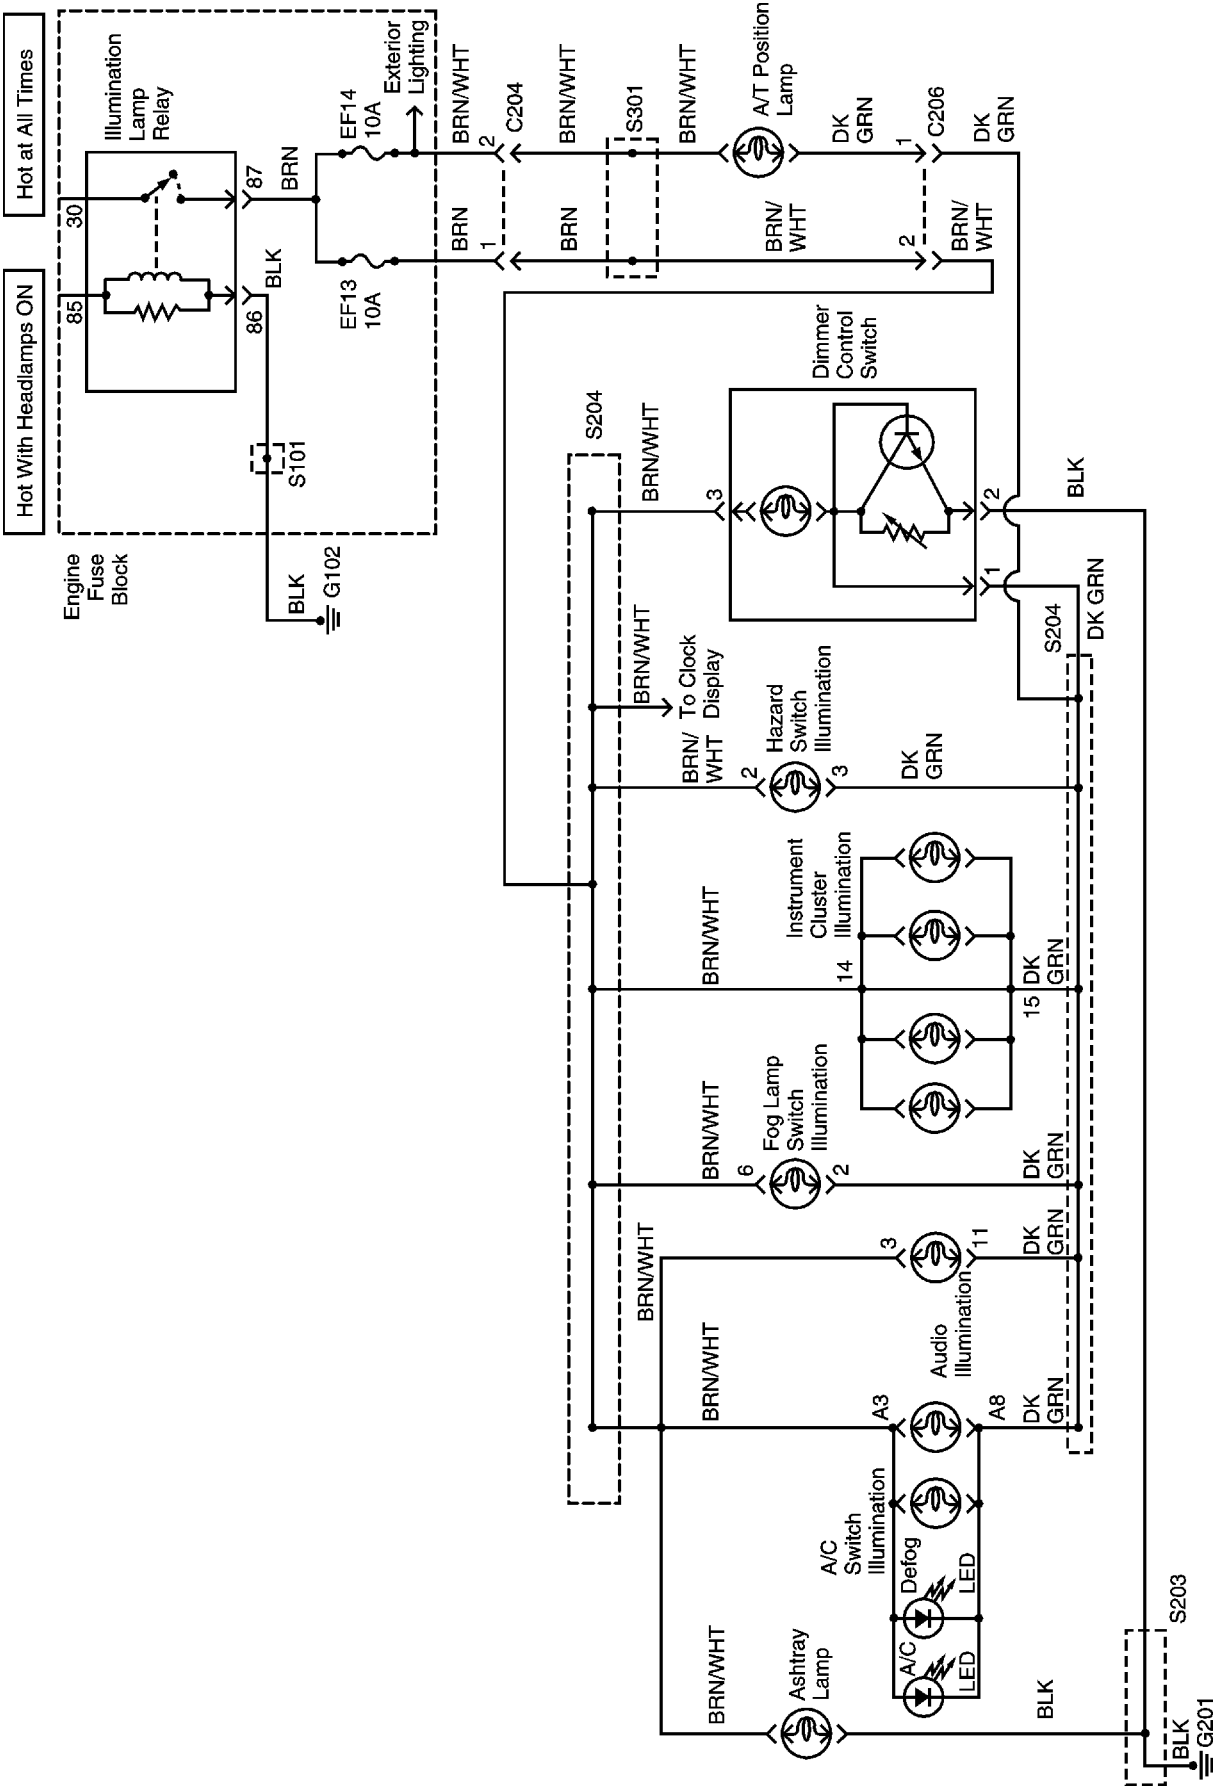 Hot With Headlamps ON
Hot at All Times
Engine
Fuse
Block
85
30
Illumination
Lamp
Relay
86
87
BLK
BRN
S101
BLK
G102
EF13
10A
EF14
10A
Exterior
Lighting
BRN
BRN/WHT
1
2
C204
BRN
BRN/WHT
S301
BRN/
WHT
BRN/WHT
A/T Position
Lamp
DK
GRN
2
1
C206
BRN/
WHT
DK
GRN
S204
BRN/WHT
BRN/WHT
BRN/WHT
BRN/WHT
BRN/WHT
BRN/
WHT
BRN/WHT
To Clock
Display
BRN/WHT
Ashtray
Lamp
A/C
LED
Defog
LED
A/C
Switch
Illumination
A3
A8
Audio
Illumination
3
11
6
Fog Lamp
Switch
Illumination
2
14
Instrument
Cluster
Illumination
15
2
Hazard
Switch
Illumination
3
3
Dimmer
Control
Switch
1
2
BLK
DK
GRN
DK
GRN
DK
GRN
DK
GRN
DK
GRN
S204
DK GRN
BLK
BLK
G201
S203